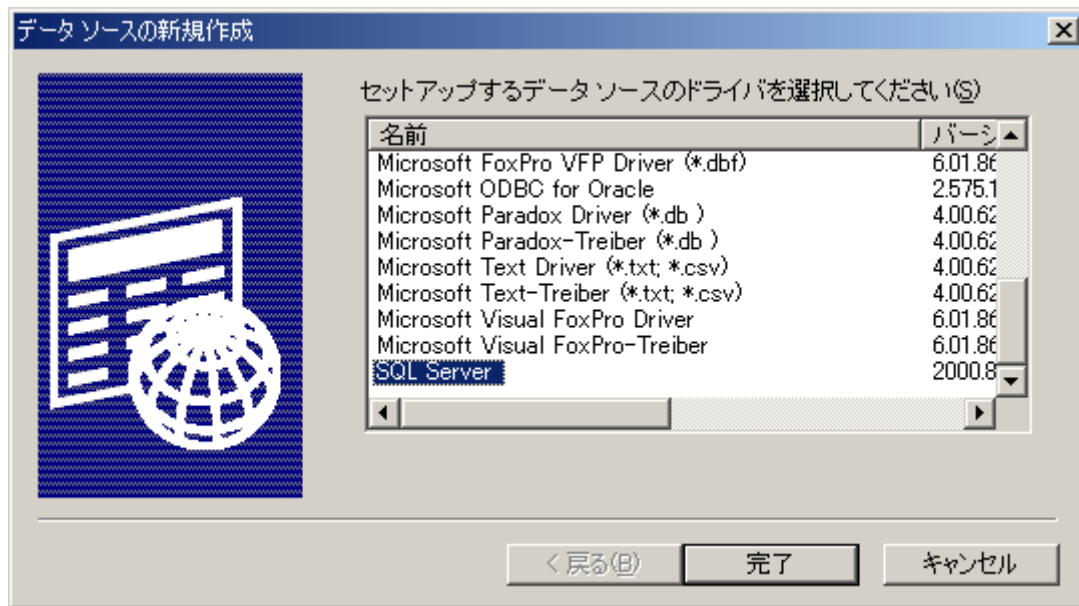 データ ソースの新規作成
セットアップするデータ ソースのドライバを選択してください(S)
名前 バーシ
Microsoft FoxPro VFP Driver (*.dbf) 6.01.86
Microsoft ODBC for Oracle 2.575.1
Microsoft Paradox Driver (*.db ) 4.00.62
Microsoft Paradox-Treiber (*.db ) 4.00.62
Microsoft Text Driver (*.txt; *.csv) 4.00.62
Microsoft Text-Treiber (*.txt; *.csv) 4.00.62
Microsoft Visual FoxPro Driver 6.01.86
Microsoft Visual FoxPro-Treiber 6.01.86
SQL Server 2000.8
< 戻る(B) 完了 キャンセル